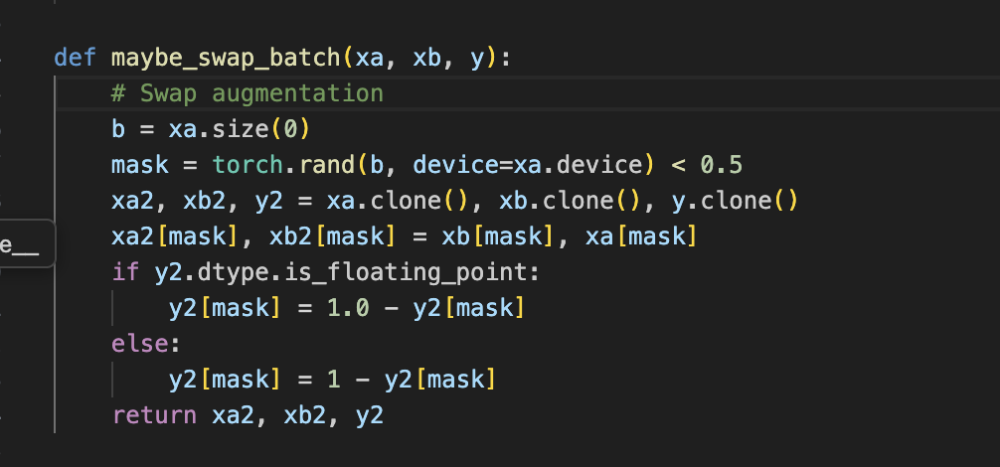 def maybe_swap_batch(xa, xb, y):
    # Swap augmentation
    b = xa.size(0)
    mask = torch.rand(b, device=xa.device) < 0.5
    xa2, xb2, y2 = xa.clone(), xb.clone(), y.clone()
    xa2[mask], xb2[mask] = xb[mask], xa[mask]
e__
    if y2.dtype.is_floating_point:
        y2[mask] = 1.0 - y2[mask]
    else:
        y2[mask] = 1 - y2[mask]
    return xa2, xb2, y2